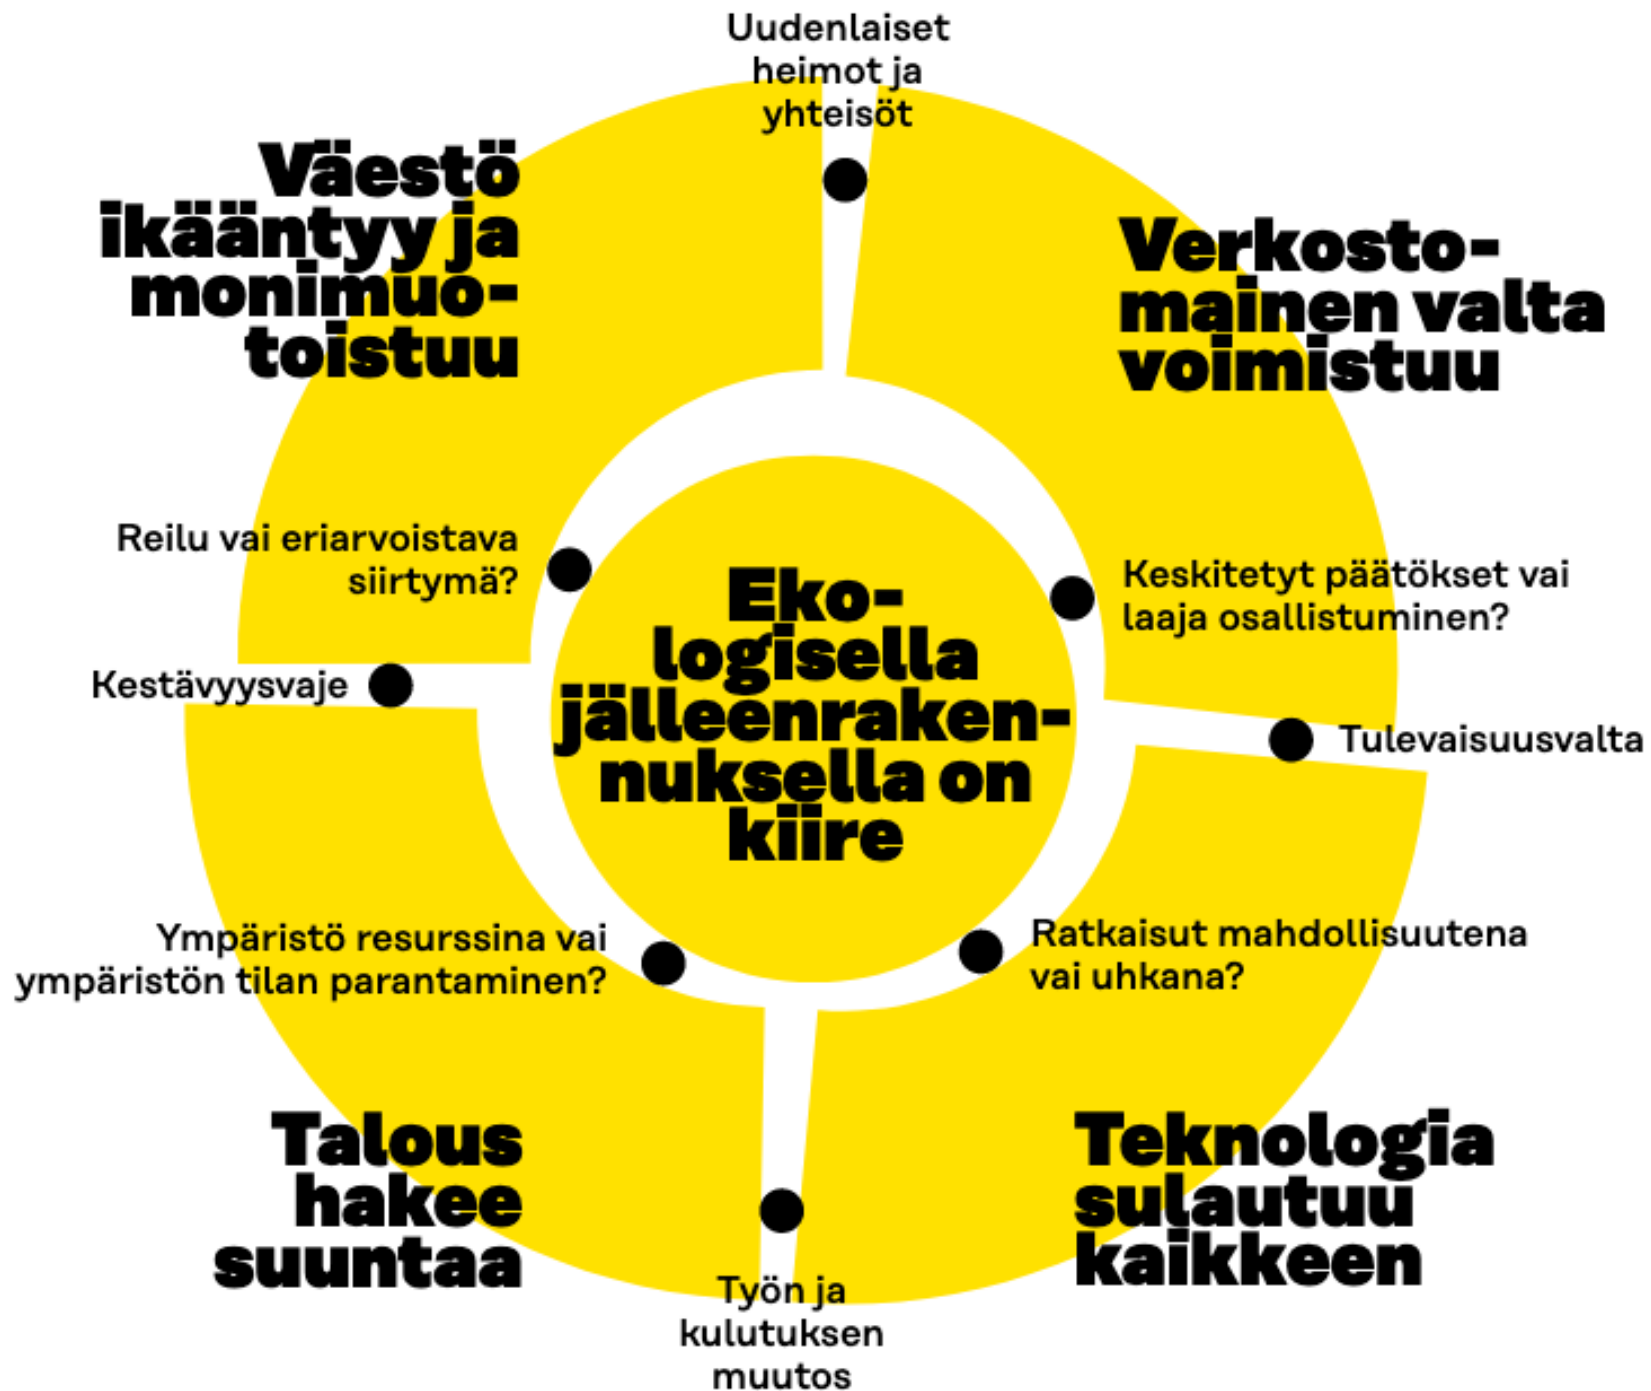 Uudenlaiset
heimot ja
yhteisöt
Väestö
ikääntyy ja
monimuo-
toistuu
Verkosto-
mainen valta
voimistuu
Reilu vai eriarvoistava
siirtymä?
Keskitetyt päätökset vai
laaja osallistuminen?
Eko-
logisella
jälleenraken-
nuksella on
kiire
Kestävyysvaje
Tulevaisuusvalta
Ympäristö resurssina vai
ympäristön tilan parantaminen?
Ratkaisut mahdollisuutena
vai uhkana?
Talous
hakee
suuntaa
Teknologia
sulautuu
kaikkeen
Työn ja
kulutuksen
muutos